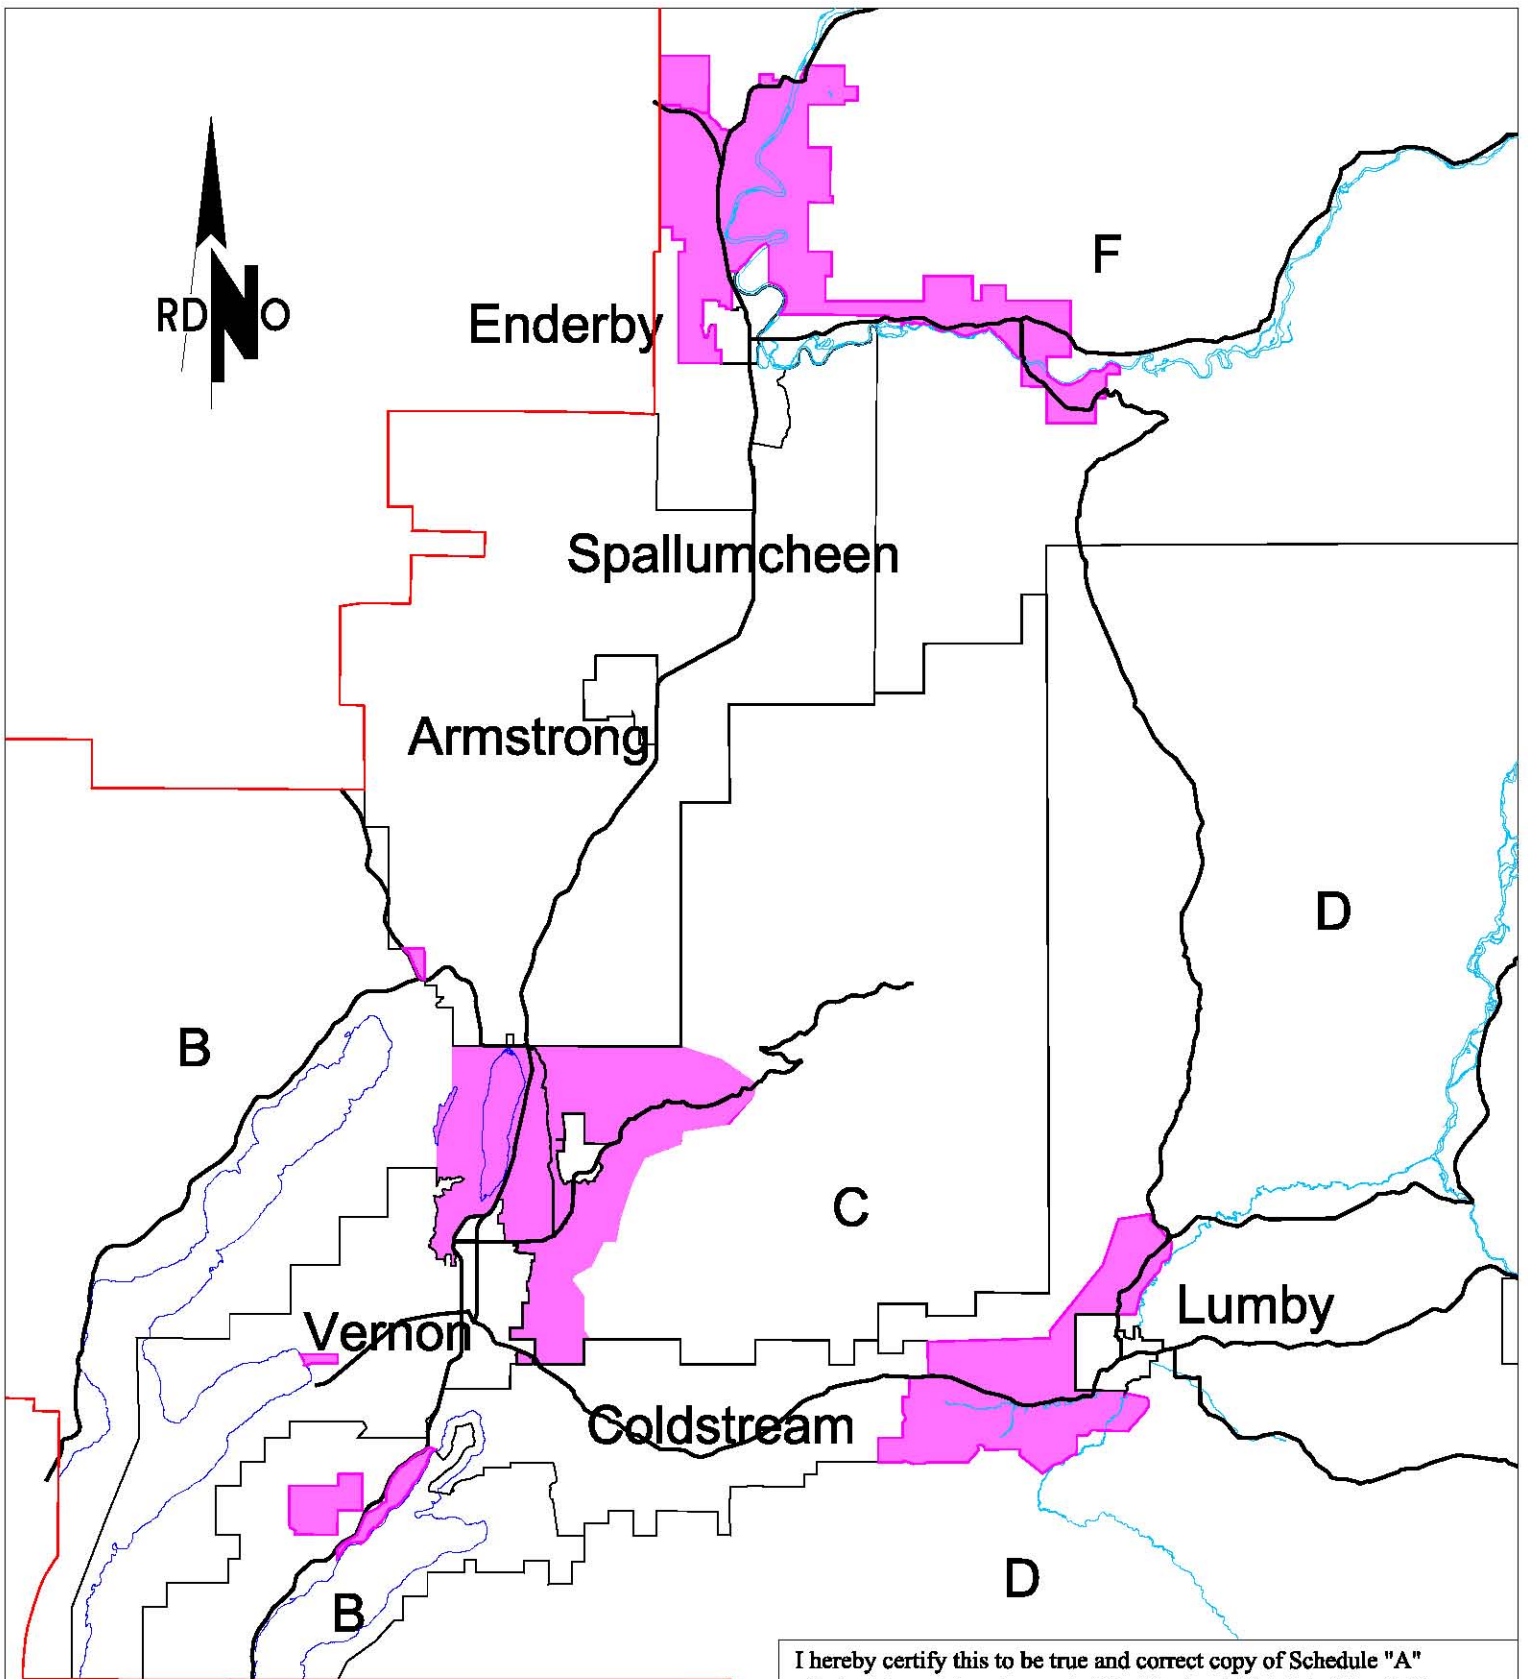 F
RDNO
Enderby
Spallumcheen
Armstrong
D
B
C
Lumby
Vernon
Coldstream
D
B
I hereby certify this to be true and correct copy of Schedule "A"